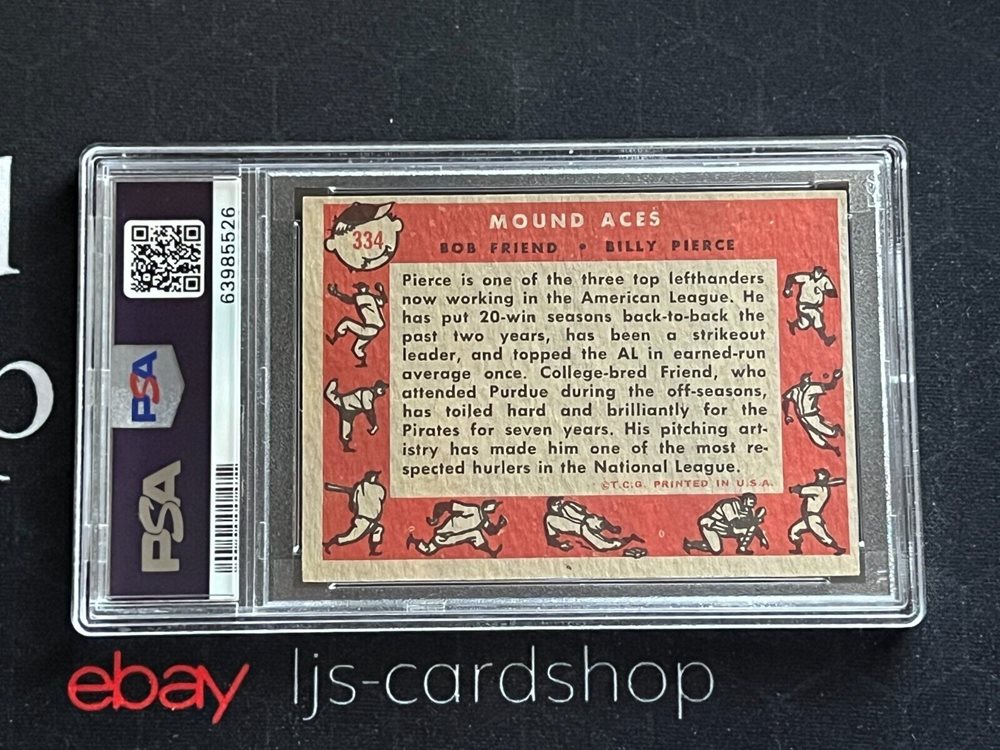 334
MOUND ACES
BOB FRIEND • BILLY PIERCE
Pierce is one of the three top lefthanders
now working in the American League. He
has put 20-win seasons back-to-back the
past two years, has been a strikeout
leader, and topped the AL in earned-run
average once. College-bred Friend, who
attended Purdue during the off-seasons,
has toiled hard and brilliantly for the
Pirates for seven years. His pitching art-
istry has made him one of the most re-
spected hurlers in the National League.
©T.C.G. PRINTED IN U.S.A.
63985526
PSA
PSA
ebay ljs-cardshop